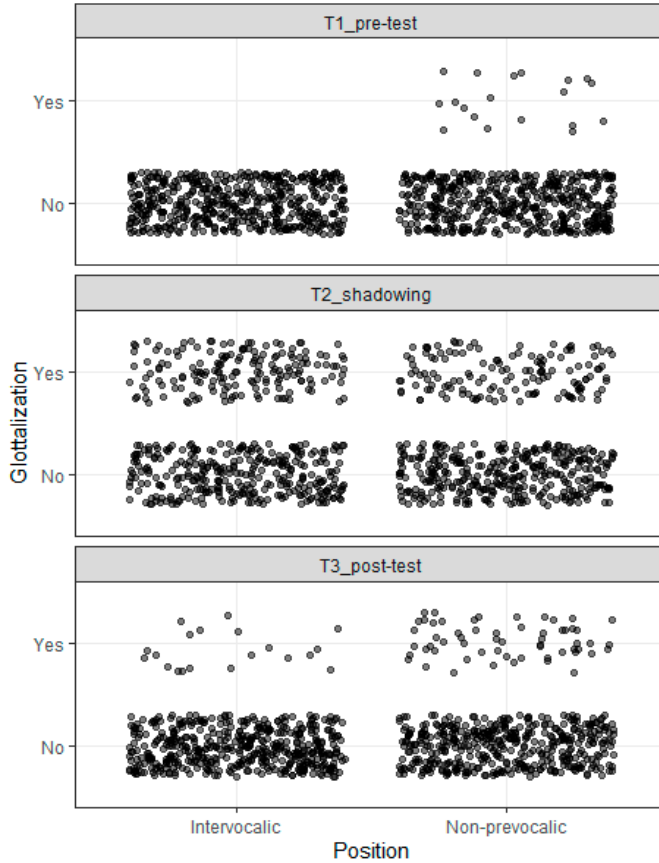 T1_pre-test
Yes
No
T2_shadowing
Yes
No
T3_post-test
Yes
No
Glottalization
Intervocalic
Non-prevocalic
Position